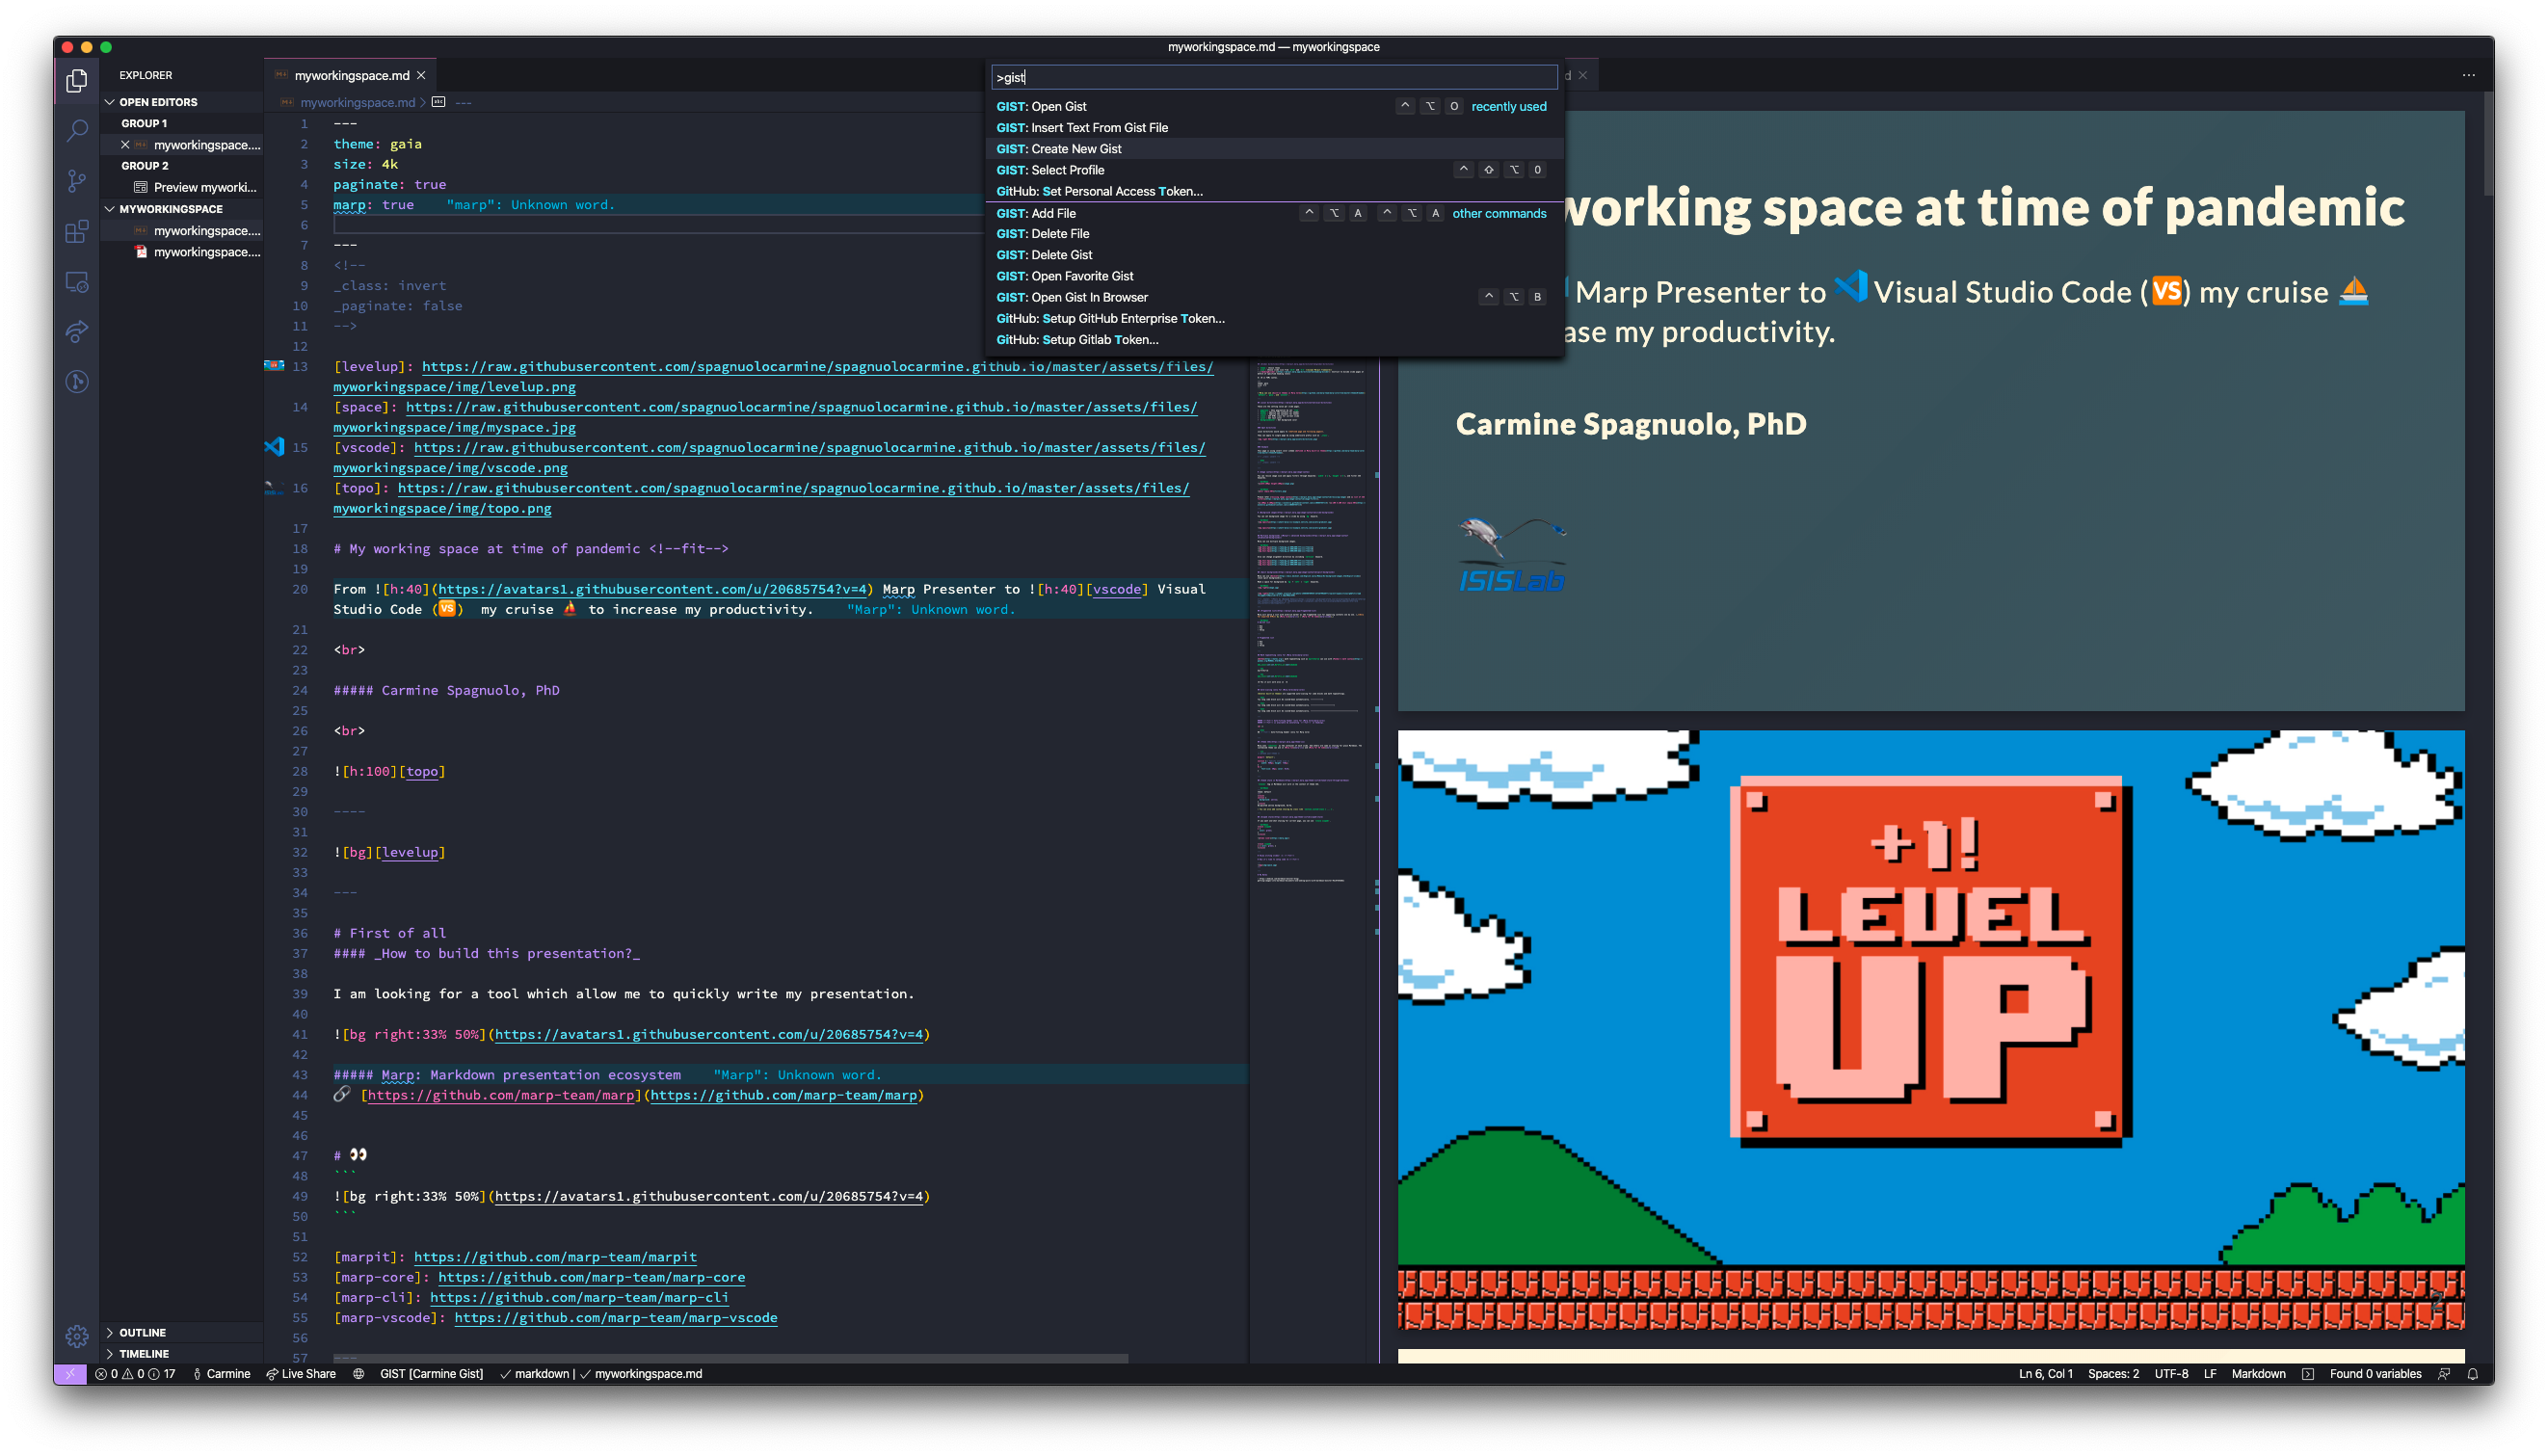 myworkingspace.md — myworkingspace
EXPLORER
OPEN EDITORS
GROUP 1
myworkingspace....
GROUP 2
Preview myworki...
MYWORKINGSPACE
myworkingspace....
myworkingspace....
OUTLINE
TIMELINE
myworkingspace.md
myworkingspace.md > ---
1 ---
2 theme: gaia
3 size: 4k
4 paginate: true
5 marp: true "marp": Unknown word.
6
7 ---
8 <!--
9 _class: invert
10 _paginate: false
11 -->
12
13 [levelup]: https://raw.githubusercontent.com/spagnuolocarmine/spagnuolocarmine.github.io/master/assets/files/
myworkingspace/img/levelup.png
14 [space]: https://raw.githubusercontent.com/spagnuolocarmine/spagnuolocarmine.github.io/master/assets/files/
myworkingspace/img/myspace.jpg
15 [vscode]: https://raw.githubusercontent.com/spagnuolocarmine/spagnuolocarmine.github.io/master/assets/files/
myworkingspace/img/vscode.png
16 [topo]: https://raw.githubusercontent.com/spagnuolocarmine/spagnuolocarmine.github.io/master/assets/files/
myworkingspace/img/topo.png
17
18 # My working space at time of pandemic <!--fit-->
19
20 From ![h:40](https://avatars1.githubusercontent.com/u/20685754?v=4) Marp Presenter to ![h:40][vscode] Visual
Studio Code (🆚) my cruise ⛵ to increase my productivity. "Marp": Unknown word.
21
22 <br>
23
24 ##### Carmine Spagnuolo, PhD
25
26 <br>
27
28 ![h:100][topo]
29
30 ----
31
32 ![bg][levelup]
33
34 ---
35
36 # First of all
37 #### _How to build this presentation?_
38
39 I am looking for a tool which allow me to quickly write my presentation.
40
41 ![bg right:33% 50%](https://avatars1.githubusercontent.com/u/20685754?v=4)
42
43 ##### Marp: Markdown presentation ecosystem "Marp": Unknown word.
44 🔗 [https://github.com/marp-team/marp](https://github.com/marp-team/marp)
45
46
47 # 👀
48 ```
49 ![bg right:33% 50%](https://avatars1.githubusercontent.com/u/20685754?v=4)
50 ```
51
52 [marpit]: https://github.com/marp-team/marpit
53 [marp-core]: https://github.com/marp-team/marp-core
54 [marp-cli]: https://github.com/marp-team/marp-cli
55 [marp-vscode]: https://github.com/marp-team/marp-vscode
56
57 ---
>gist
GIST: Open Gist ⌃ ⌥ O recently used
GIST: Insert Text From Gist File
GIST: Create New Gist
GIST: Select Profile ⌃ ⇧ ⌥ 0
GitHub: Set Personal Access Token...
GIST: Add File ⌃ ⌥ A ⌃ ⌥ A other commands
GIST: Delete File
GIST: Delete Gist
GIST: Open Favorite Gist
GIST: Open Gist In Browser ⌃ ⌥ B
GitHub: Setup GitHub Enterprise Token...
GitHub: Setup Gitlab Token...
d
working space at time of pandemic
Marp Presenter to Visual Studio Code (🆚) my cruise ⛵
ase my productivity.
Carmine Spagnuolo, PhD
ISISLab
+1!
LEVEL
UP
2
0 0 17 Carmine Live Share GIST [Carmine Gist] ✓ markdown | ✓ myworkingspace.md
Ln 6, Col 1 Spaces: 2 UTF-8 LF Markdown Found 0 variables